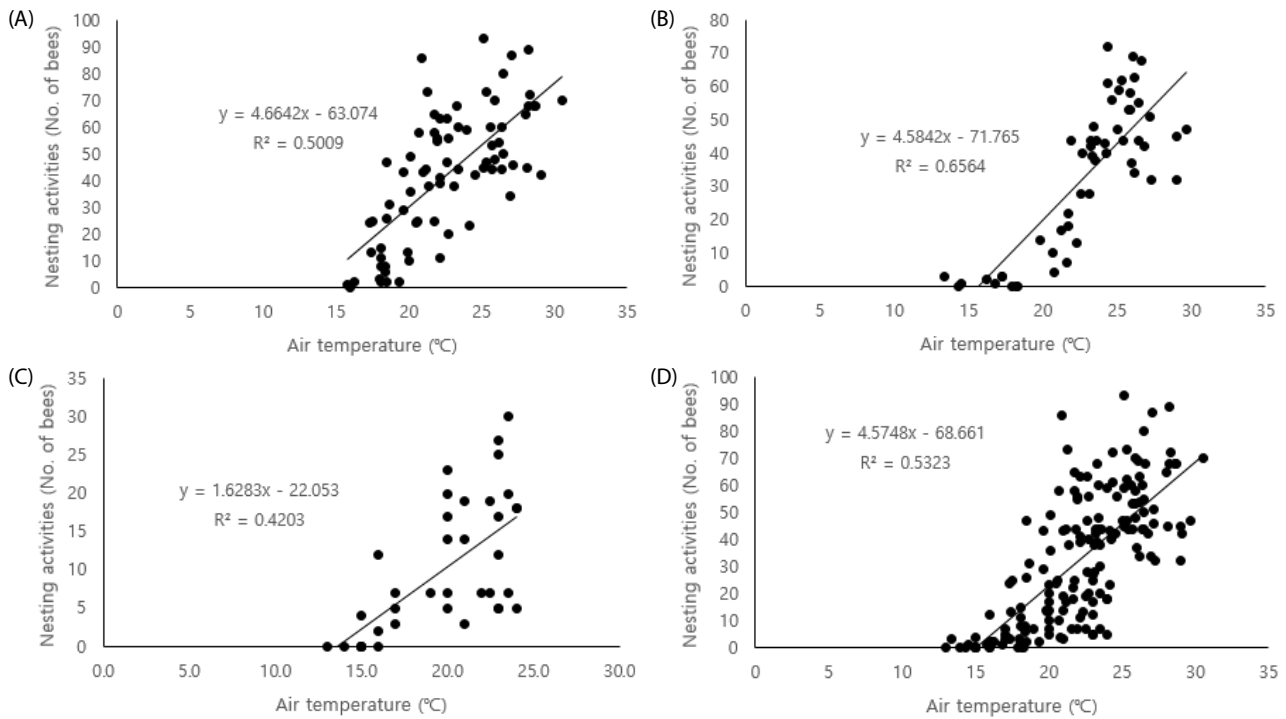 (A)
Nesting activities (No. of bees)
100
90
80
70
60
50
40
30
20
10
0
y = 4.6642x - 63.074
R² = 0.5009
0 5 10 15 20 25 30 35
Air temperature (℃)
(B)
Nesting activities (No. of bees)
80
70
60
50
40
30
20
10
0
y = 4.5842x - 71.765
R² = 0.6564
0 5 10 15 20 25 30 35
Air temperature (℃)
(C)
Nesting activities (No. of bees)
35
30
25
20
15
10
5
0
y = 1.6283x - 22.053
R² = 0.4203
0.0 5.0 10.0 15.0 20.0 25.0 30.0
Air temperature (℃)
(D)
Nesting activities (No. of bees)
100
90
80
70
60
50
40
30
20
10
0
y = 4.5748x - 68.661
R² = 0.5323
0 5 10 15 20 25 30 35
Air temperature (℃)